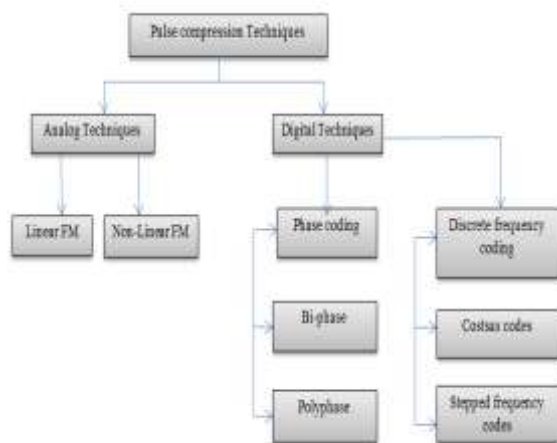 Pulse compression Techniques
Analog Techniques
Digital Techniques
Linear FM
Non-Linear FM
Phase coding
Discrete frequency
coding
Bi-phase
Costsas codes
Polyphase
Stepped frequency
codes